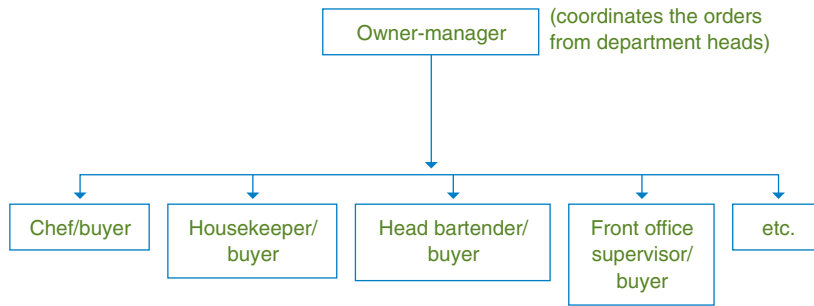 Owner-manager
(coordinates the orders
from department heads)
Chef/buyer
Housekeeper/
buyer
Head bartender/
buyer
Front office
supervisor/
buyer
etc.